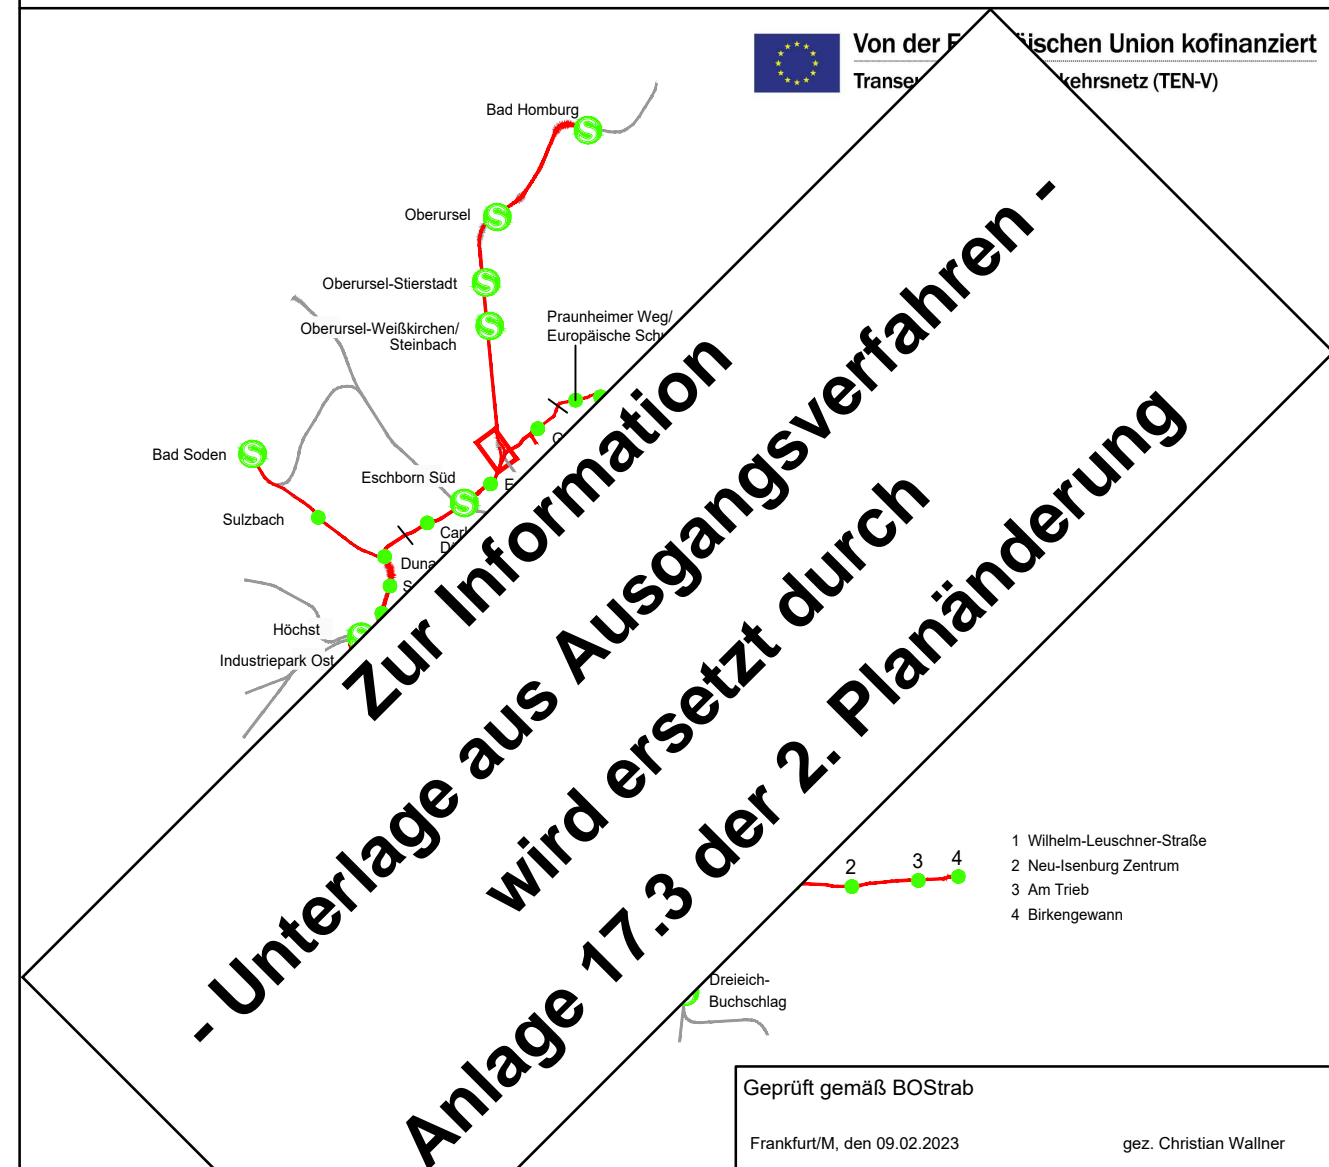 Von der Europäischen Union kofinanziert
kehrsnetz (TEN-V)
Bad Homburg
Oberursel
Oberursel-Stierstadt
Oberursel-Weißkirchen/
Steinbach
Praunheimer Weg/
Europäische
Bad Soden
Eschborn Süd
Sulzbach
Höchst
Industriepark Ost
Zur Information
- Unterlage aus Ausgangsverfahren -
wird ersetzt durch
Anlage 17.3 der 2. Planänderung
2 3 4
1 Wilhelm-Leuschner-Straße
2 Neu-Isenburg Zentrum
3 Am Trieb
4 Birkengewann
Dreieich-
Buchschlag
Geprüft gemäß BOStrab
Frankfurt/M, den 09.02.2023 gez. Christian Wallner